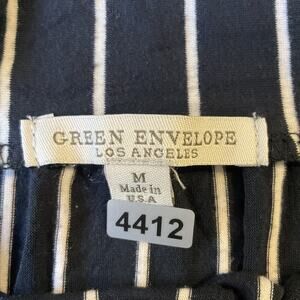 GREEN ENVELOPE
LOS ANGELES
M
Made in
U.S.A
4412